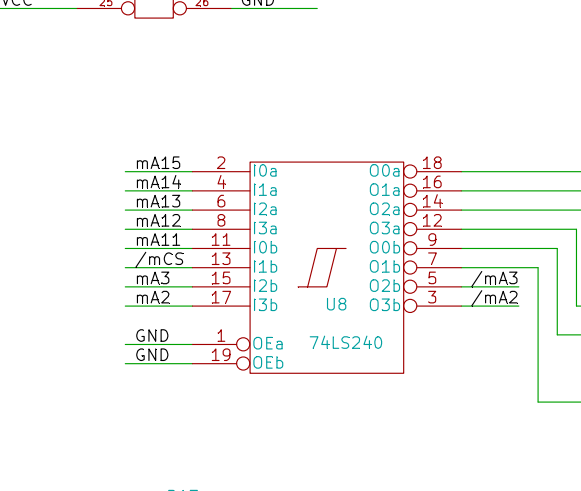 VCC 25 26 GND
mA15 2 I0a O0a 18
mA14 4 I1a O1a 16
mA13 6 I2a O2a 14
mA12 8 I3a O3a 12
mA11 11 I0b O0b 9
/mCS 13 I1b O1b 7
mA3 15 I2b O2b 5 /mA3
mA2 17 I3b O3b 3 /mA2
U8
GND 1 OEa 74LS240
GND 19 OEb